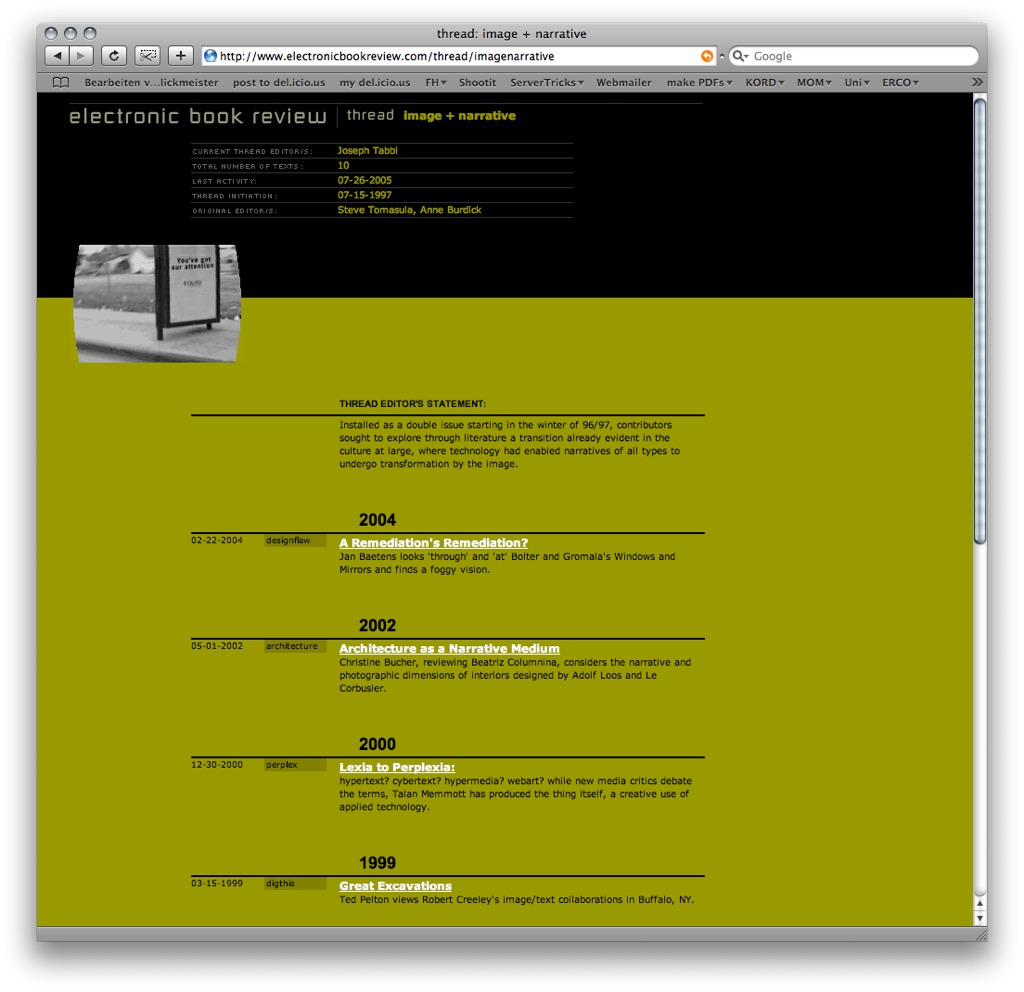 thread: image + narrative
http://www.electronicbookreview.com/thread/imagenarrative
Google
Bearbeiten v...lickmeister post to del.icio.us my del.icio.us FH Shootit ServerTricks Webmailer make PDFs KORD MOM Uni ERCO
electronic book review thread image + narrative
CURRENT THREAD EDITOR/S: Joseph Tabbi
TOTAL NUMBER OF TEXTS: 10
LAST ACTIVITY: 07-26-2005
THREAD INITIATION: 07-15-1997
ORIGINAL EDITOR/S: Steve Tomasula, Anne Burdick
You've got
our attention
THREAD EDITOR'S STATEMENT:
Installed as a double issue starting in the winter of 96/97, contributors
sought to explore through literature a transition already evident in the
culture at large, where technology had enabled narratives of all types to
undergo transformation by the image.
2004
02-22-2004 designflaw A Remediation's Remediation?
Jan Baetens looks 'through' and 'at' Bolter and Gromala's Windows and
Mirrors and finds a foggy vision.
2002
05-01-2002 architecture Architecture as a Narrative Medium
Christine Bucher, reviewing Beatriz Columnina, considers the narrative and
photographic dimensions of interiors designed by Adolf Loos and Le
Corbusier.
2000
12-30-2000 perplex Lexia to Perplexia:
hypertext? cybertext? hypermedia? webart? while new media critics debate
the terms, Talan Memmott has produced the thing itself, a creative use of
applied technology.
1999
03-15-1999 digthis Great Excavations
Ted Pelton views Robert Creeley's image/text collaborations in Buffalo, NY.